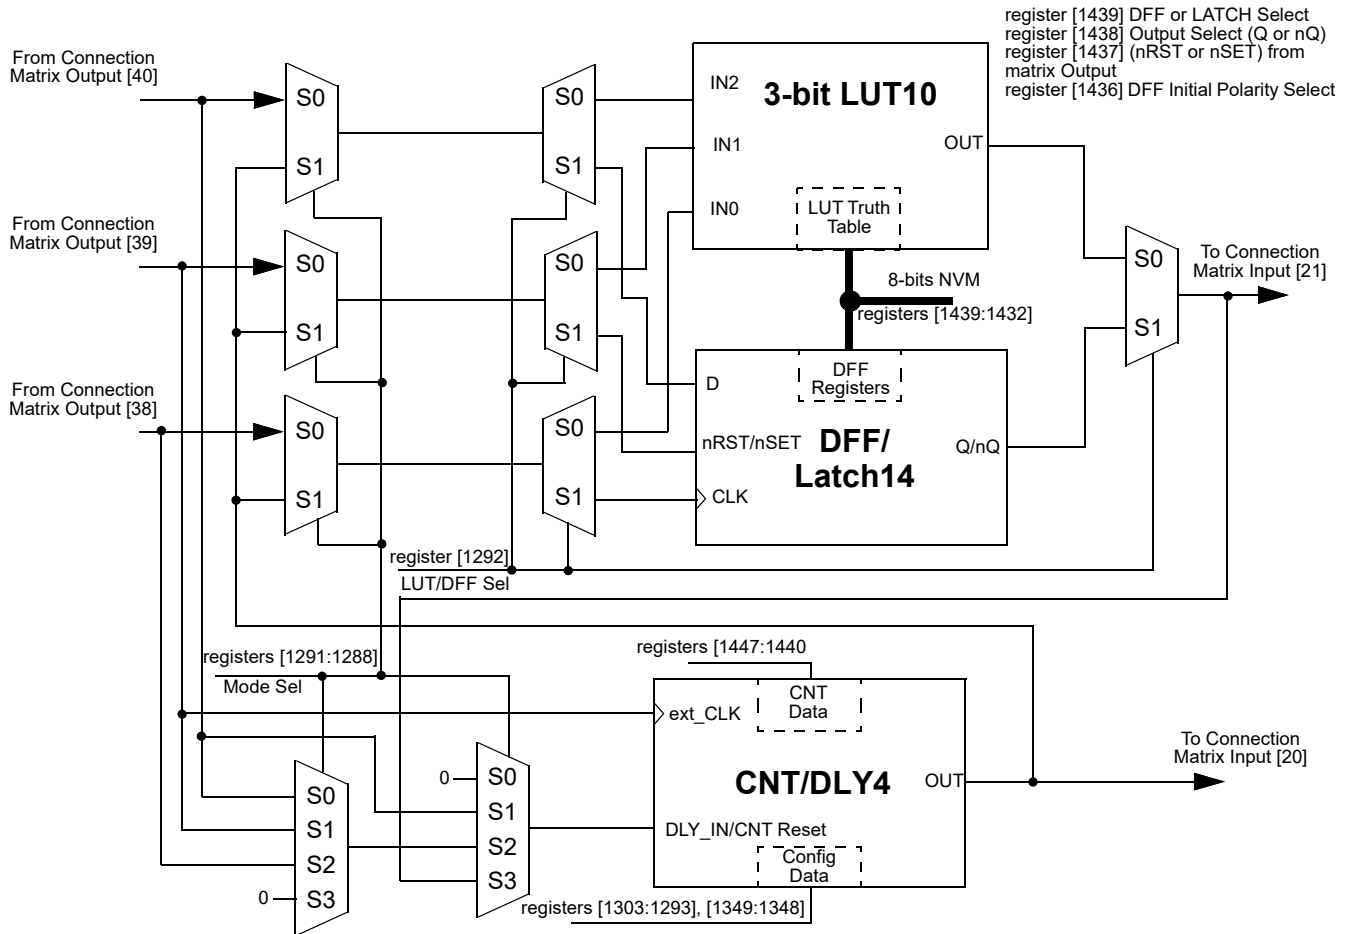 register [1439] DFF or LATCH Select
register [1438] Output Select (Q or nQ)
register [1437] (nRST or nSET) from
matrix Output
register [1436] DFF Initial Polarity Select
From Connection
Matrix Output [40]
S0
S1
S0
S1
IN2
IN1
IN0
3-bit LUT10
OUT
LUT Truth
Table
From Connection
Matrix Output [39]
S0
S1
S0
S1
8-bits NVM
registers [1439:1432]
S0
S1
To Connection
Matrix Input [21]
From Connection
Matrix Output [38]
S0
S1
S0
S1
D
nRST/nSET
CLK
DFF
Registers
DFF/
Latch14
Q/nQ
register [1292]
LUT/DFF Sel
registers [1291:1288]
Mode Sel
registers [1447:1440
CNT
Data
ext_CLK
CNT/DLY4
OUT
To Connection
Matrix Input [20]
DLY_IN/CNT Reset
Config
Data
S0
S1
S2
0
S3
0
S0
S1
S2
S3
registers [1303:1293], [1349:1348]